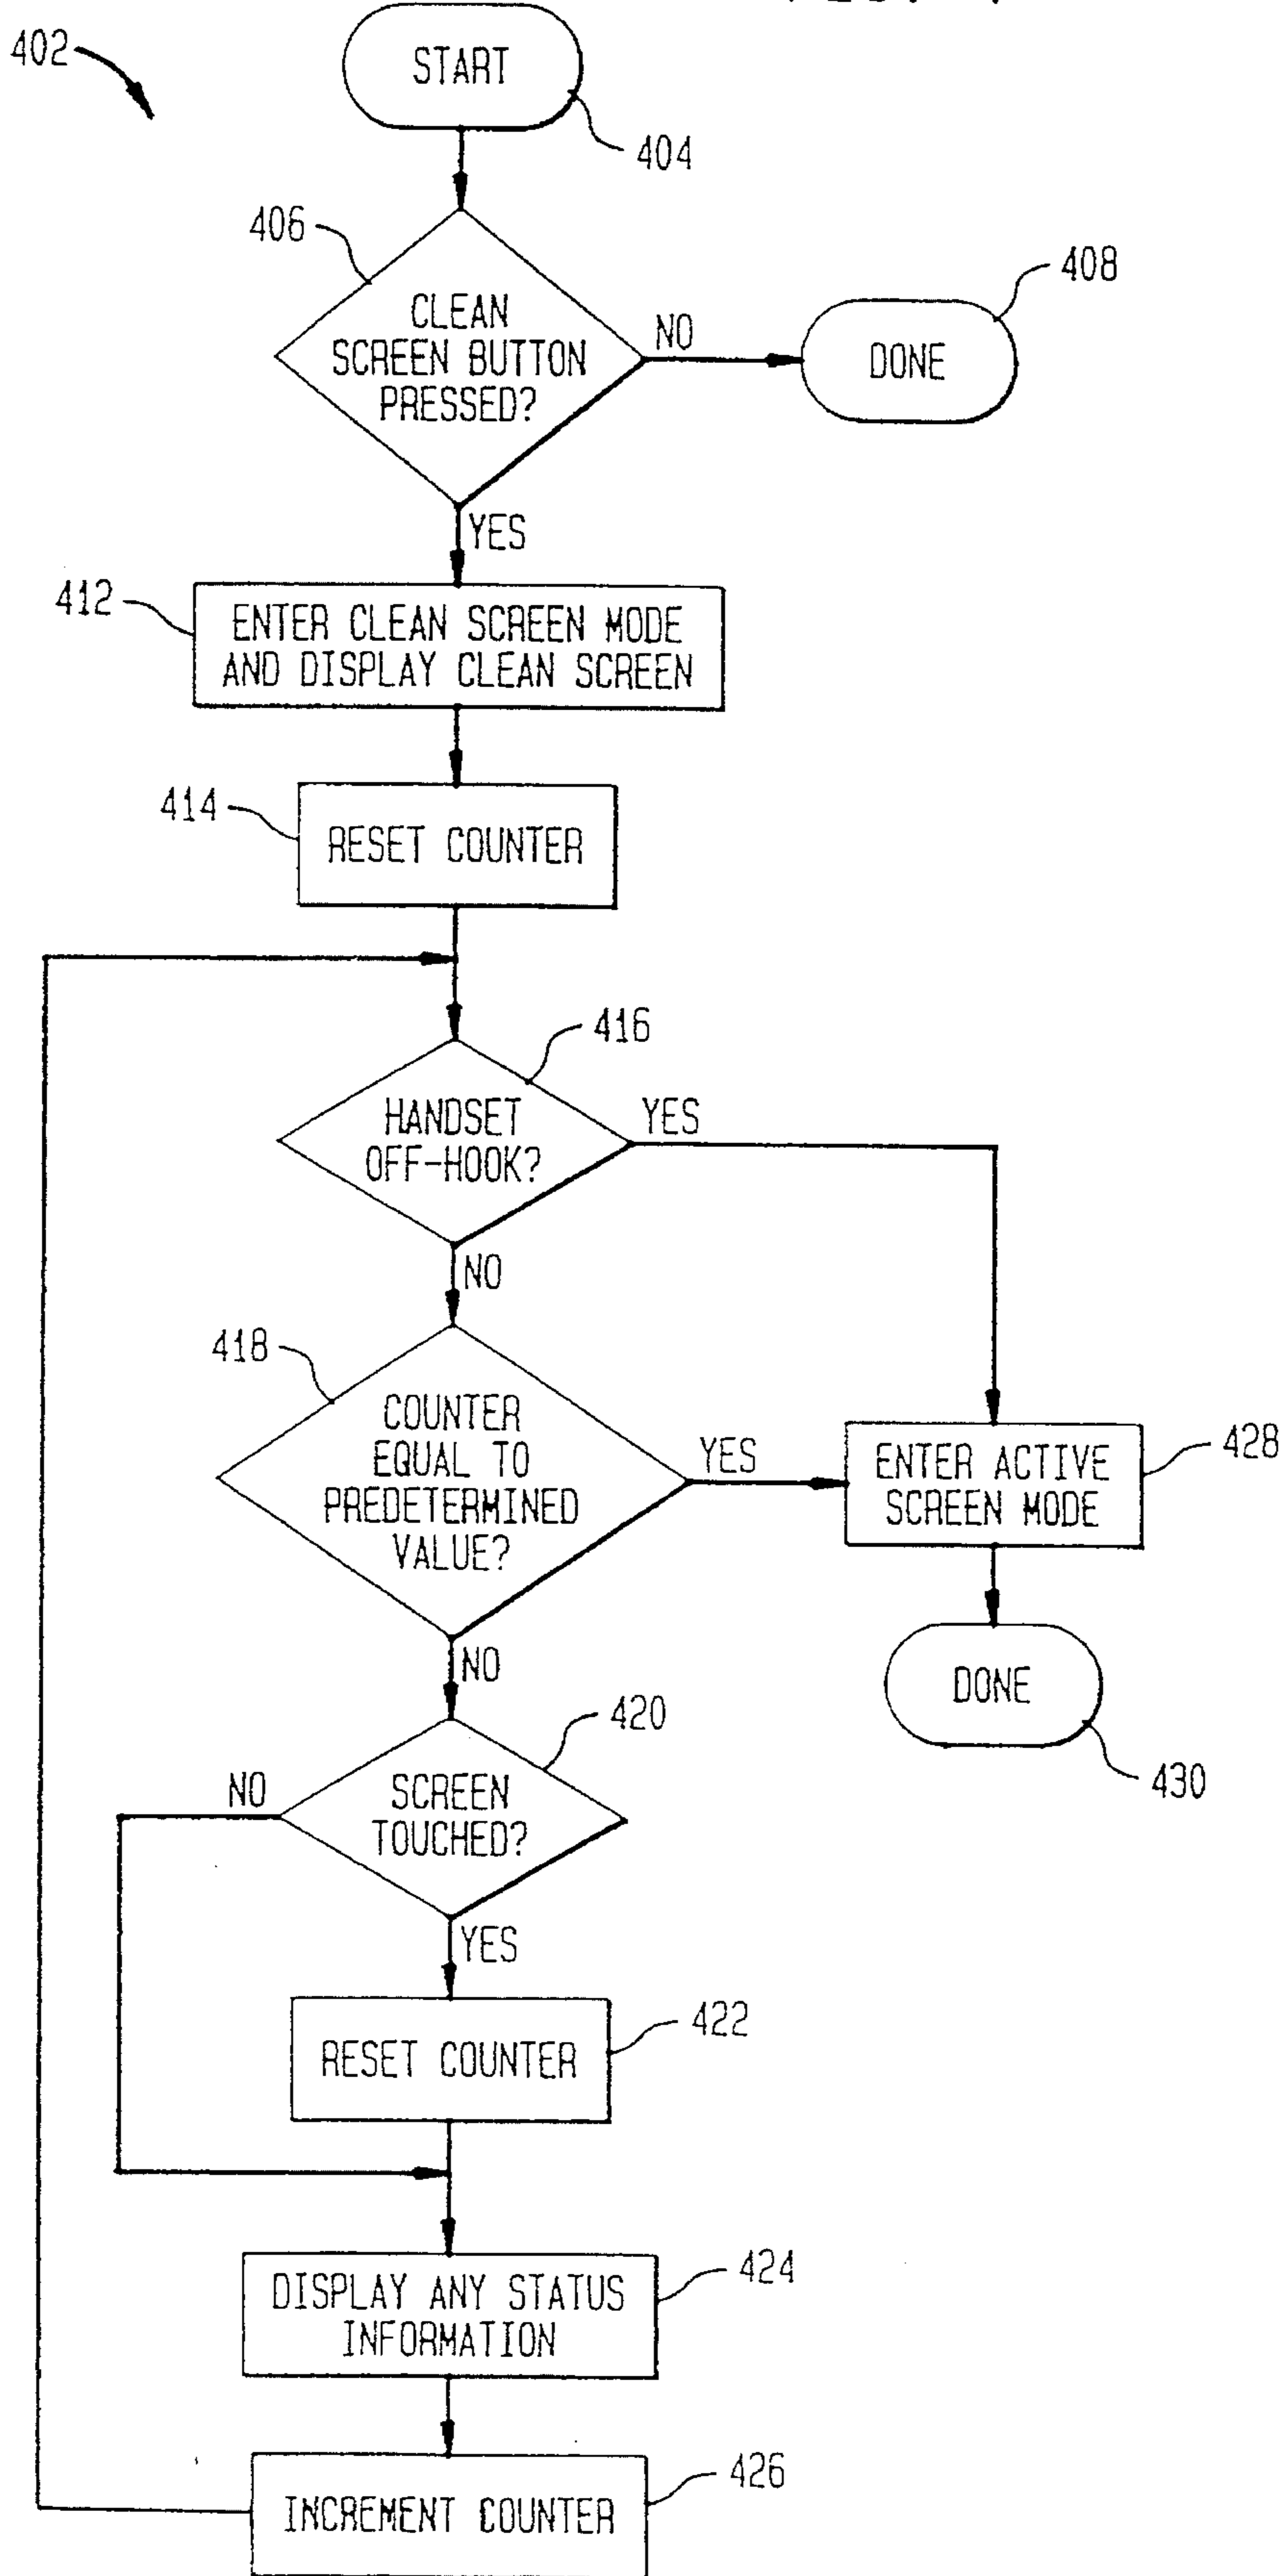 402
START
404
406
CLEAN
SCREEN BUTTON
PRESSED?
NO
408
DONE
YES
412
ENTER CLEAN SCREEN MODE
AND DISPLAY CLEAN SCREEN
414
RESET COUNTER
416
HANDSET
OFF-HOOK?
YES
NO
418
COUNTER
EQUAL TO
PREDETERMINED
VALUE?
YES
428
ENTER ACTIVE
SCREEN MODE
NO
DONE
430
420
SCREEN
TOUCHED?
NO
YES
422
RESET COUNTER
424
DISPLAY ANY STATUS
INFORMATION
426
INCREMENT COUNTER